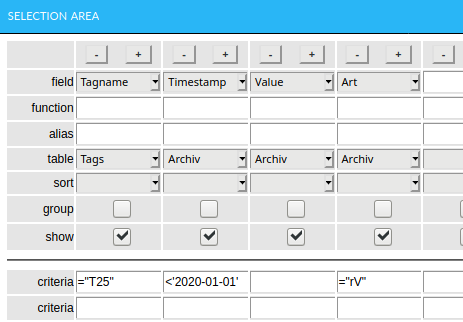 SELECTION AREA
- + - + - + - + -
field Tagname Timestamp Value Art
function
alias
table Tags Archiv Archiv Archiv
sort
group
show
criteria ="T25" <'2020-01-01' ="rV"
criteria